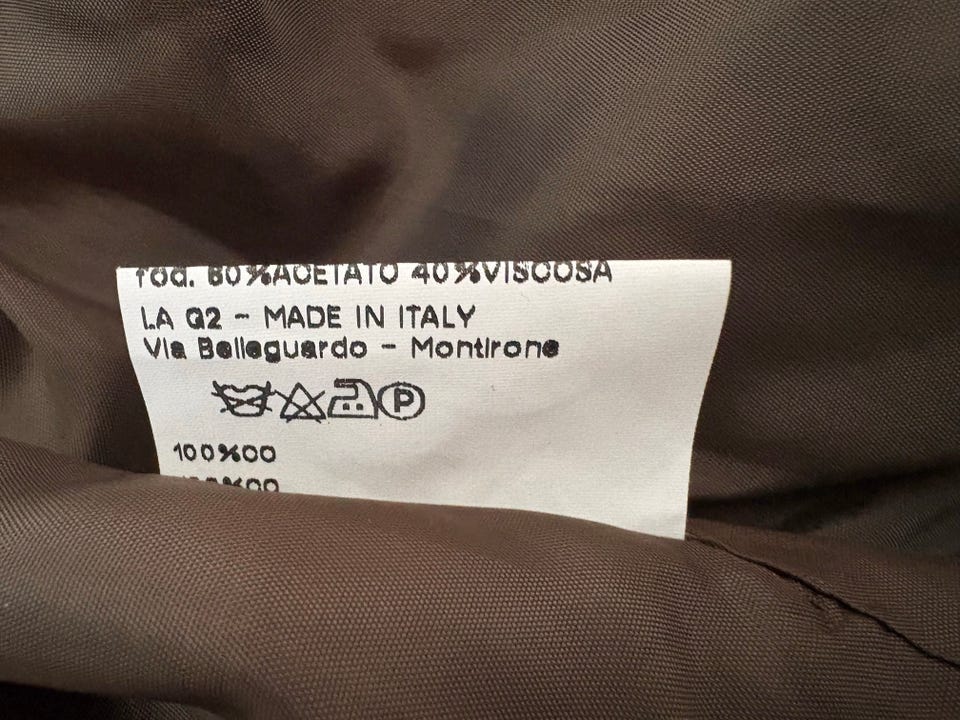 fod. 60%ACETATO 40%VISCOSA
LA G2 - MADE IN ITALY
Via Belleguardo - Montirone
P
100%00